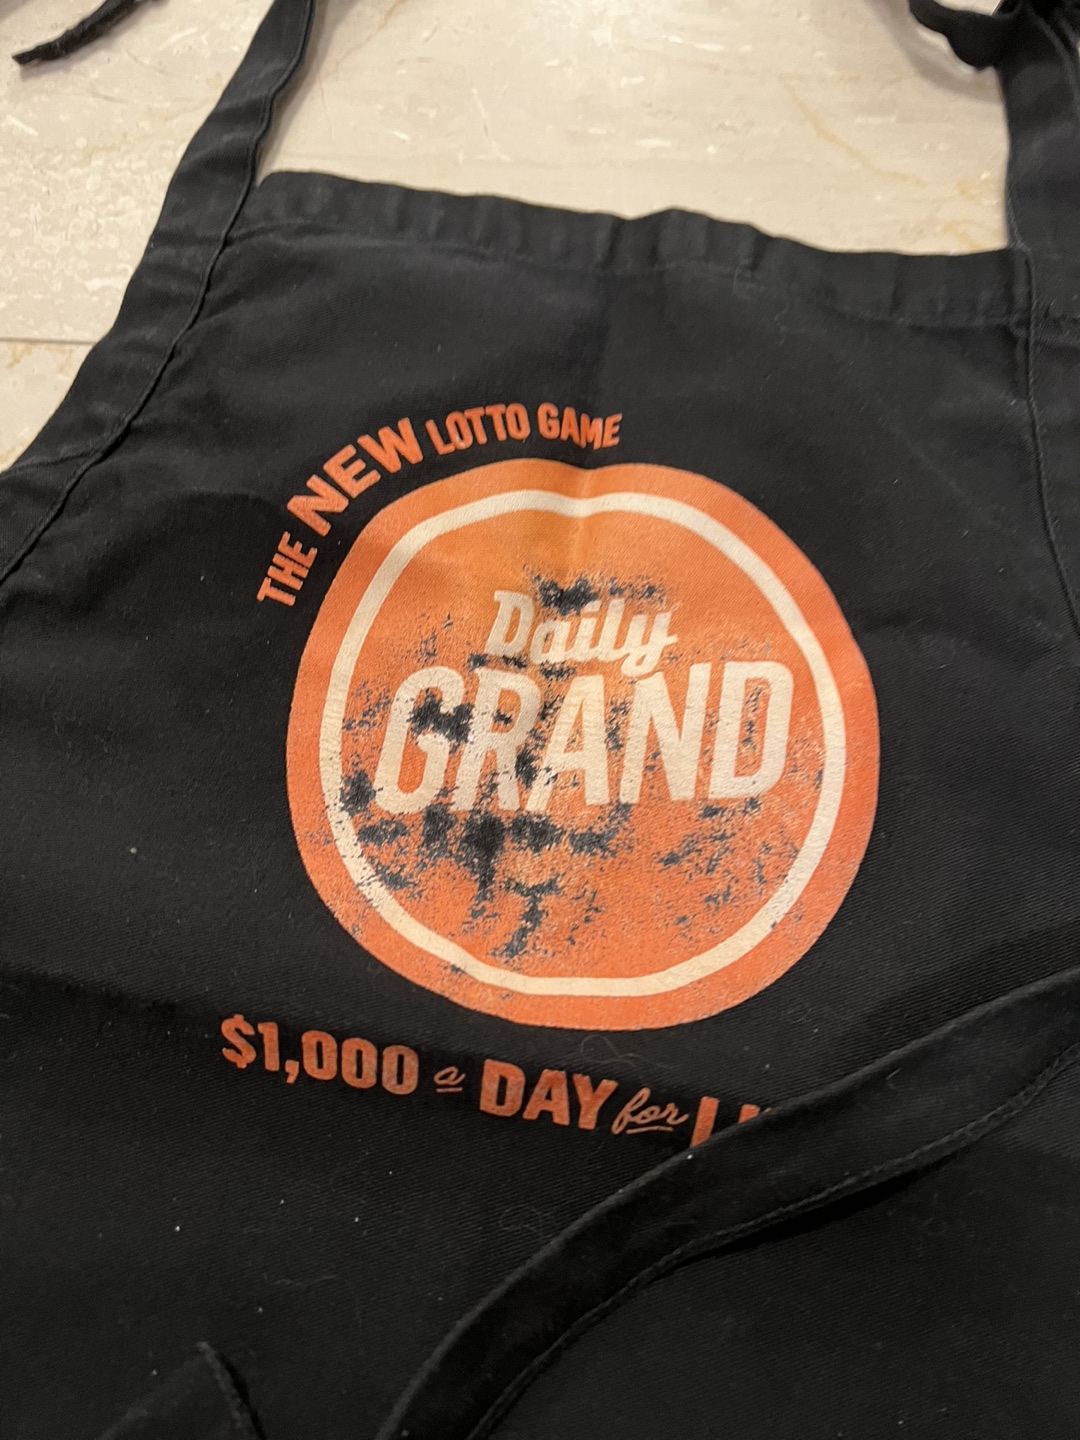 THE NEW LOTTO GAME
Daily
GRAND
$1,000 a DAY for